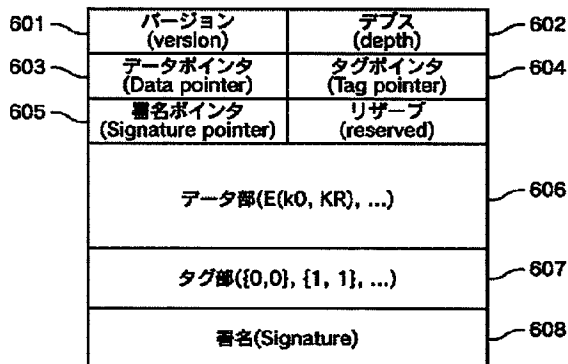 601
バージョン
(version)
デプス
(depth)
602
603
データポインタ
(Data pointer)
タグポインタ
(Tag pointer)
604
605
署名ポインタ
(Signature pointer)
リザーブ
(reserved)
データ部(E(k0, KR), ...)
606
タグ部({0,0}, {1, 1}, ...)
607
署名(Signature)
608